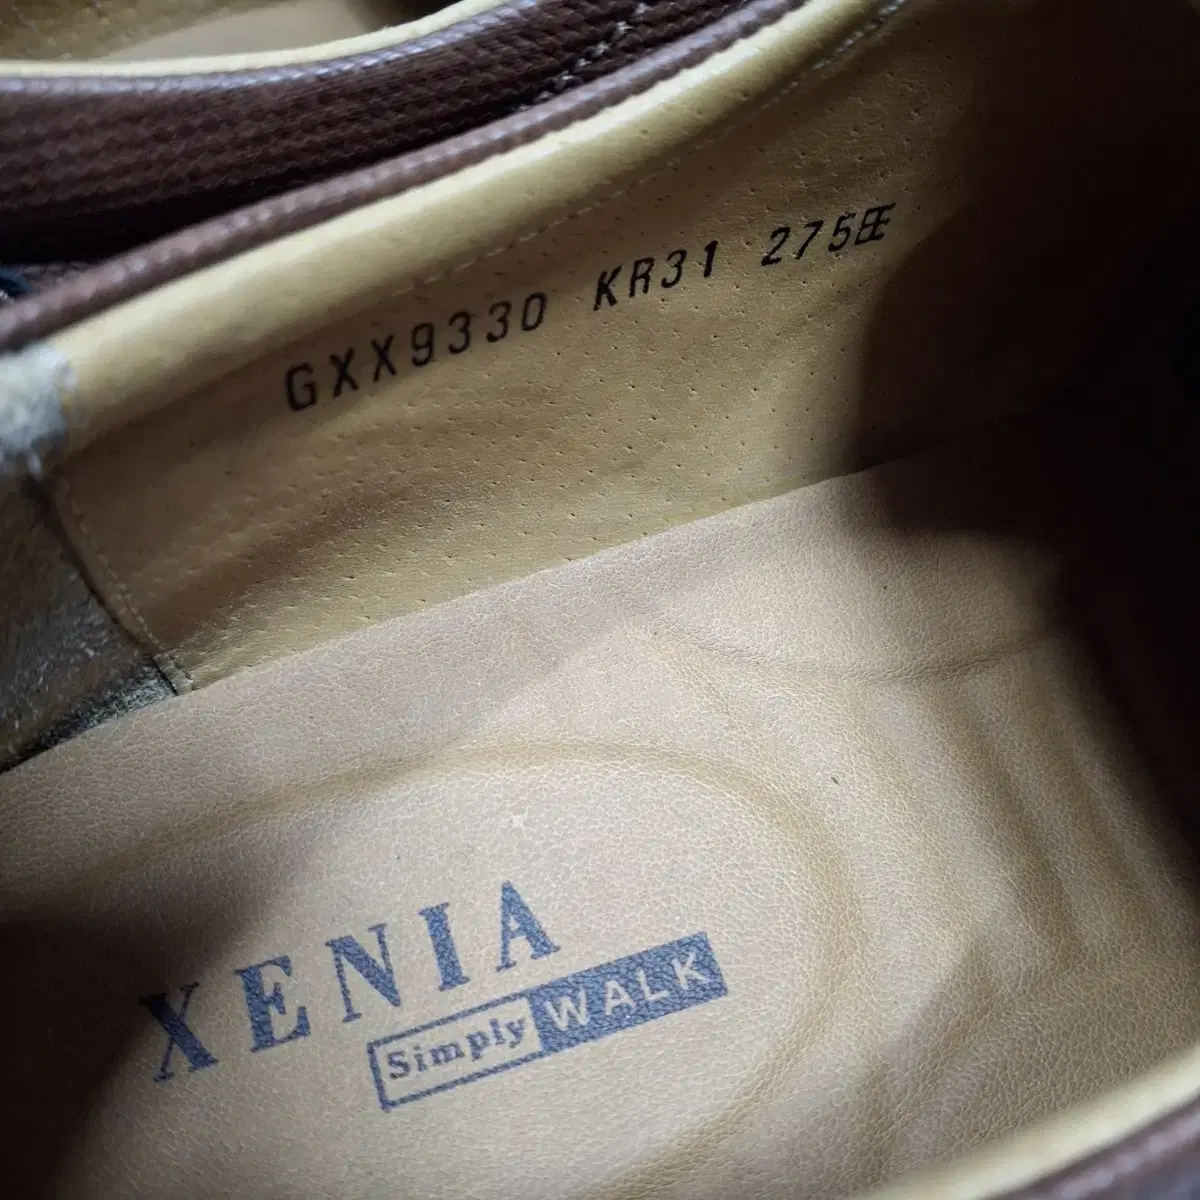 GXX9330 KR31 275EE
XENIA
Simply WALK